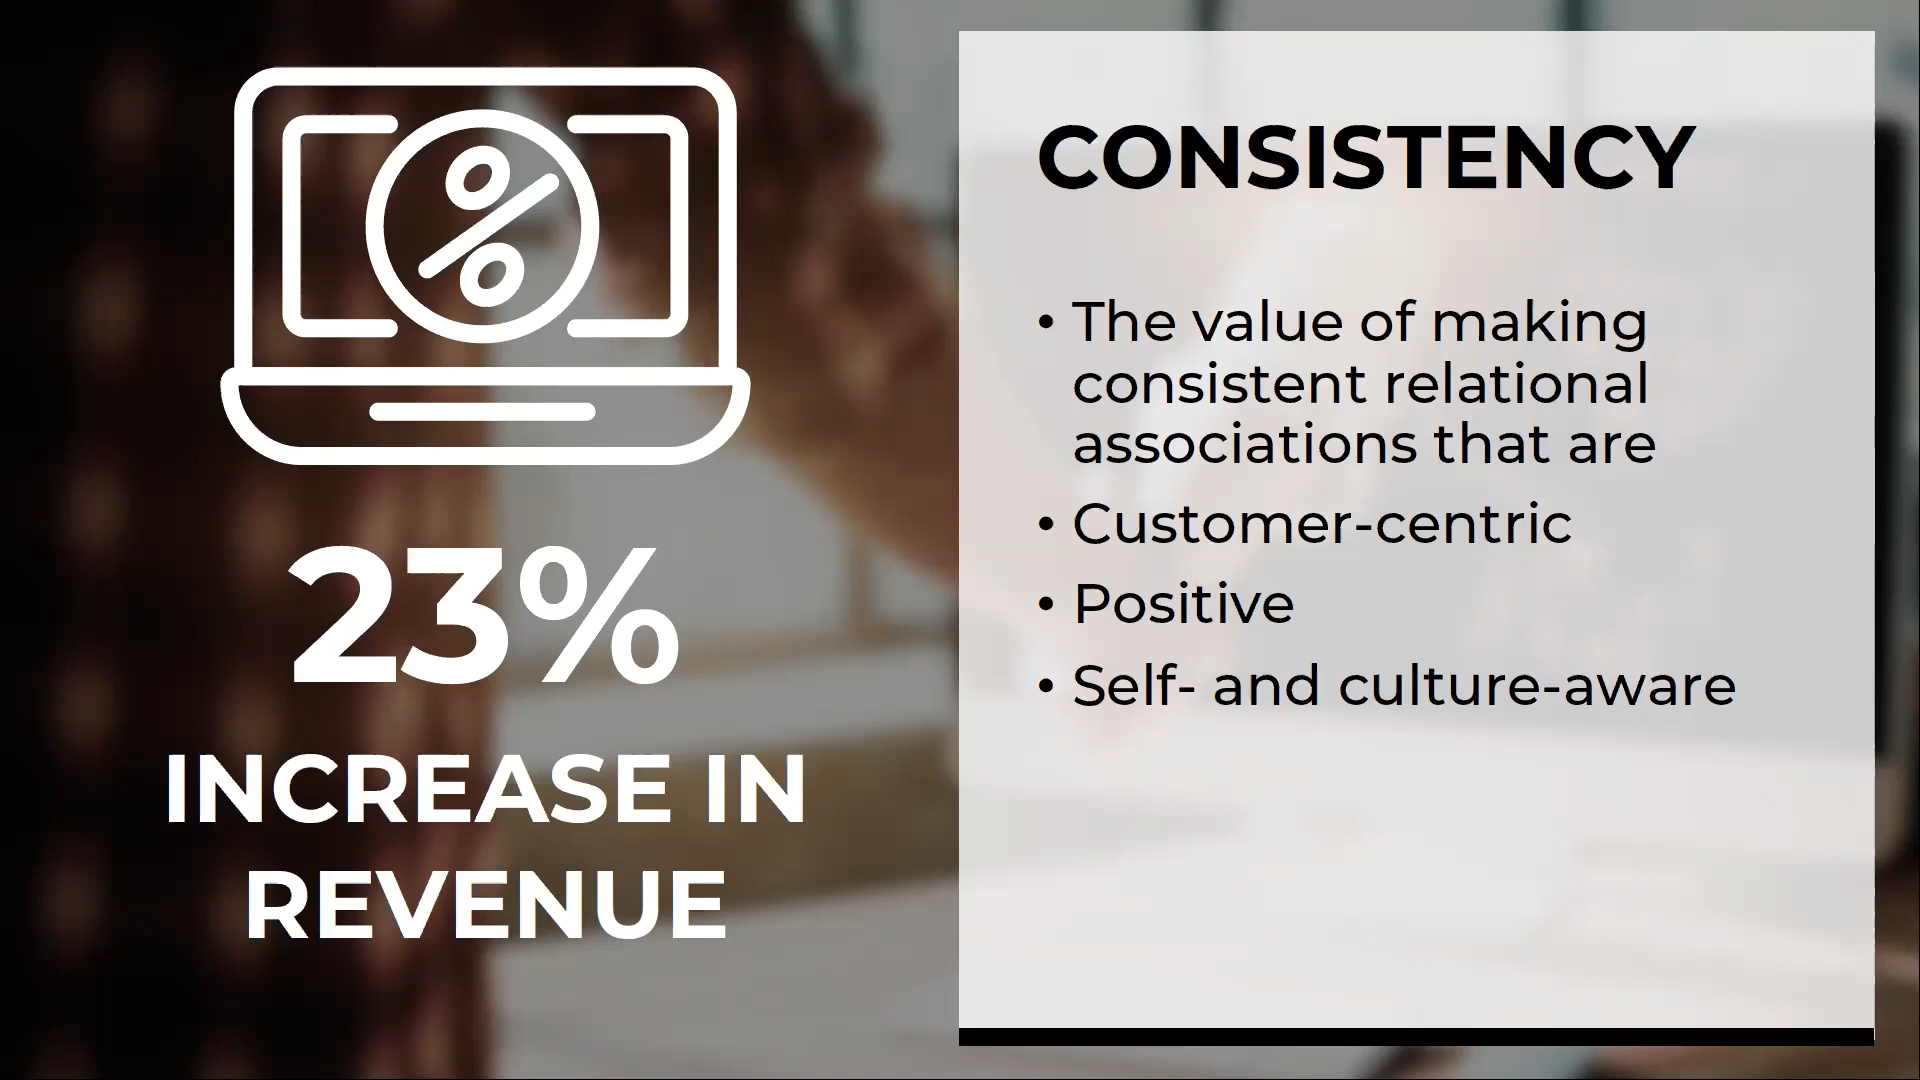 23%
INCREASE IN
REVENUE
CONSISTENCY
• The value of making
consistent relational
associations that are
• Customer-centric
• Positive
• Self- and culture-aware